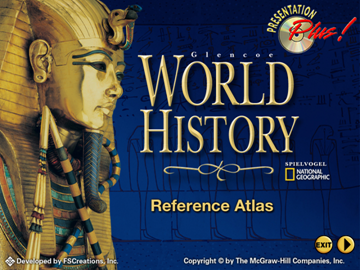 PRESENTATION
Plus!
Glencoe
WORLD
HISTORY
SPIELVOGEL
NATIONAL
GEOGRAPHIC
Reference Atlas
EXIT
Developed by FSCreations, Inc.
Copyright © by The McGraw-Hill Companies, Inc.